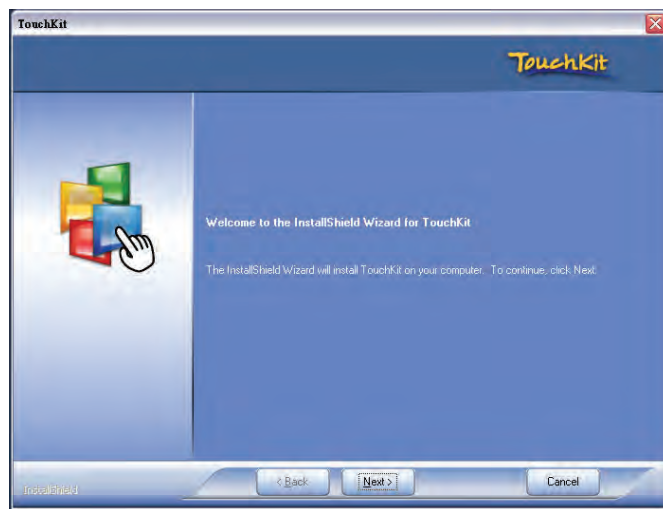 TouchKit
TouchKit
Welcome to the InstallShield Wizard for TouchKit
The InstallShield Wizard will install TouchKit on your computer. To continue, click Next.
InstallShield
< Back
Next >
Cancel